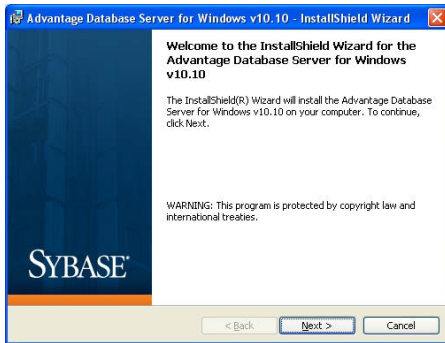 Advantage Database Server for Windows v10.10 - InstallShield Wizard
Welcome to the InstallShield Wizard for the
Advantage Database Server for Windows
v10.10
The InstallShield(R) Wizard will install the Advantage Database
Server for Windows v10.10 on your computer. To continue,
click Next.
WARNING: This program is protected by copyright law and
international treaties.
SYBASE®
< Back
Next >
Cancel